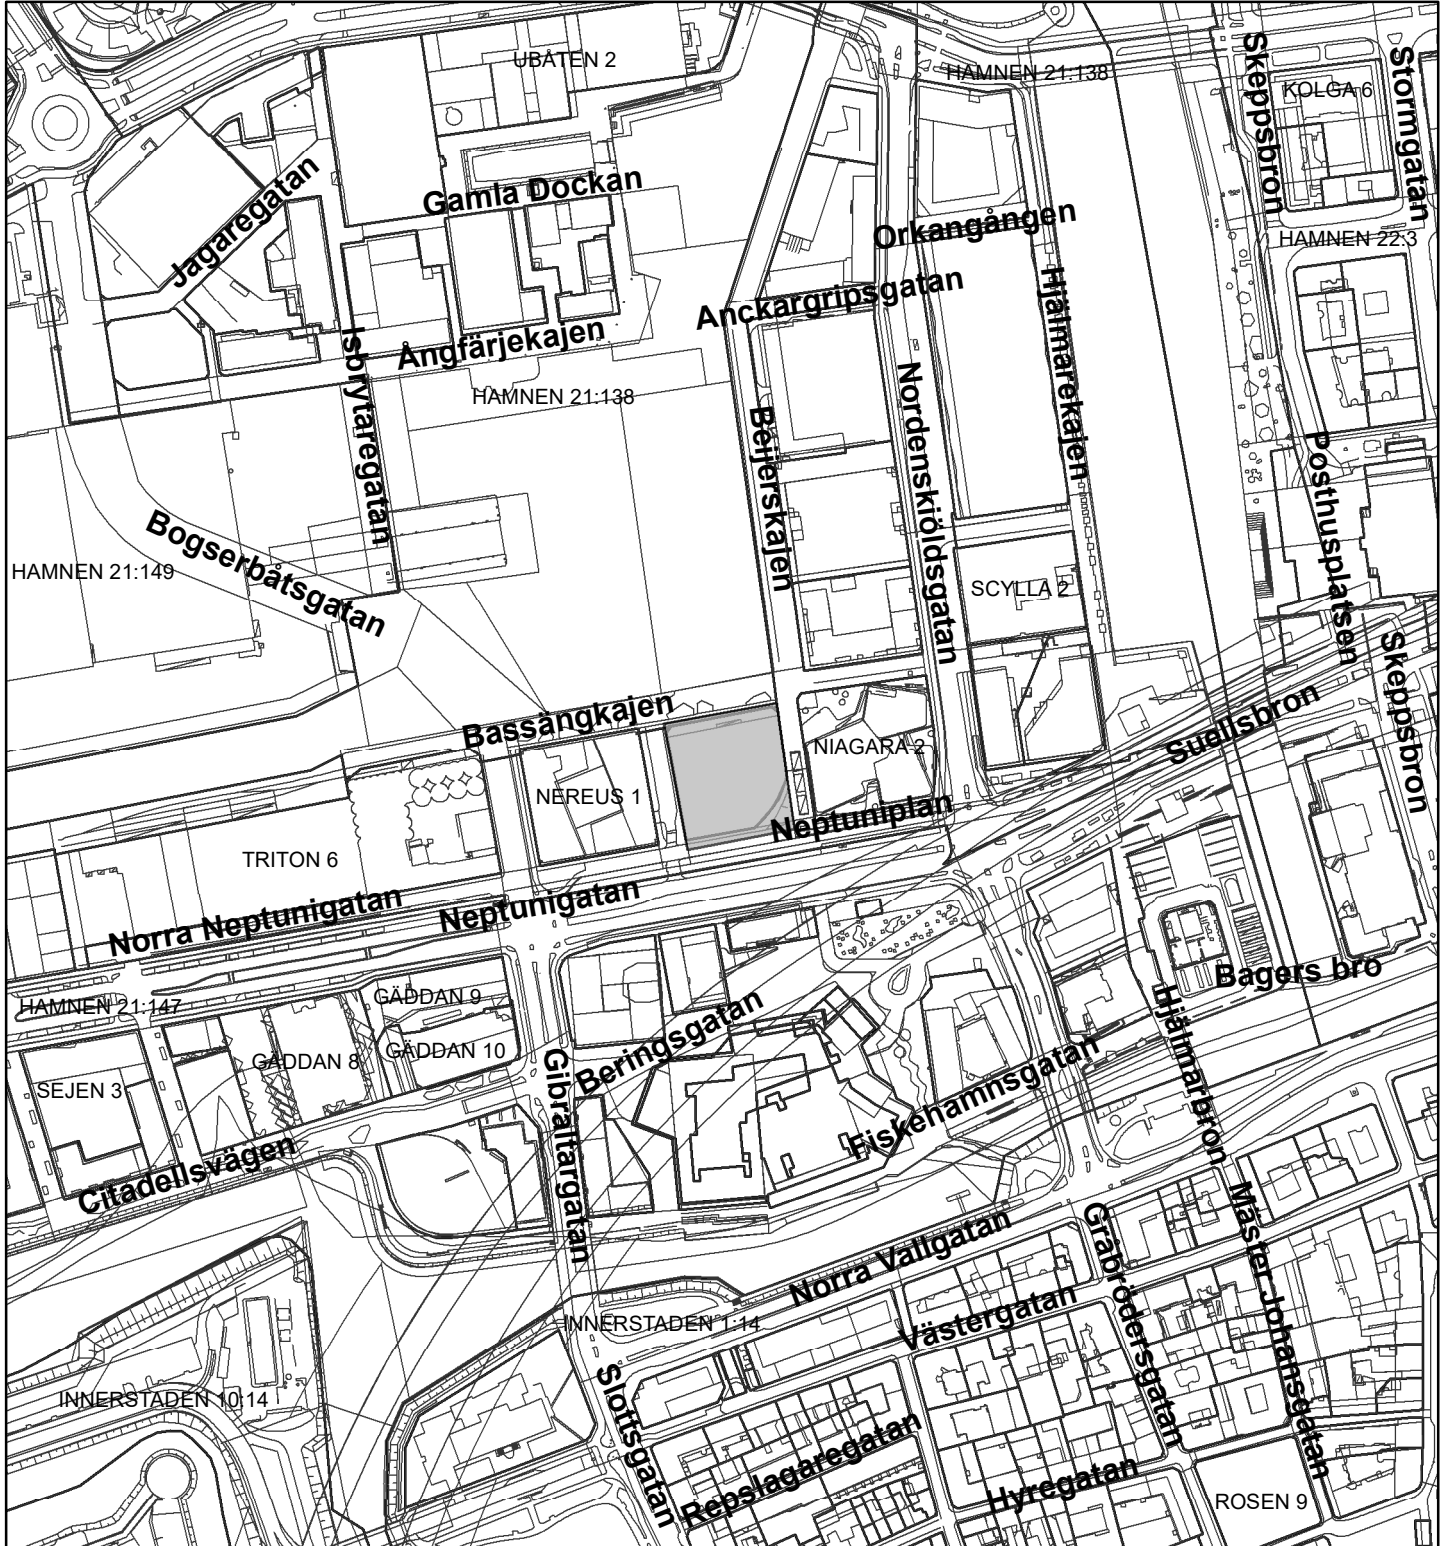 UBÅTEN 2
HAMNEN 21:138
Skeppsbron
KOLGA 6
Stormgatan
Jagaregatan
Gamla Dockan
Orkangången
HAMNEN 22:3
Anckargripsgatan
Hjälmarekajen
Isbrytaregatan
Ångfärjekajen
HAMNEN 21:138
Nordenskiöldsgatan
Beijerskajen
Posthusplatsen
Bogserbåtsgatan
HAMNEN 21:149
SCYLLA 2
Skeppsbron
Bassängkajen
Suellsbron
NIAGARA 2
NEREUS 1
Neptuniplan
TRITON 6
Norra Neptunigatan
Neptunigatan
Bagers bro
HAMNEN 21:147
GÄDDAN 9
Hjälmarbron
Beringsgatan
GÄDDAN 8
GÄDDAN 10
SEJEN 3
Gibraltargatan
Fiskehamnsgatan
Citadellsvägen
Norra Vallgatan
Gråbrödersgatan
Mäster Johansgatan
Västergatan
INNERSTADEN 1:14
INNERSTADEN 10:14
Slottsgatan
Repslagaregatan
Hyregatan
ROSEN 9